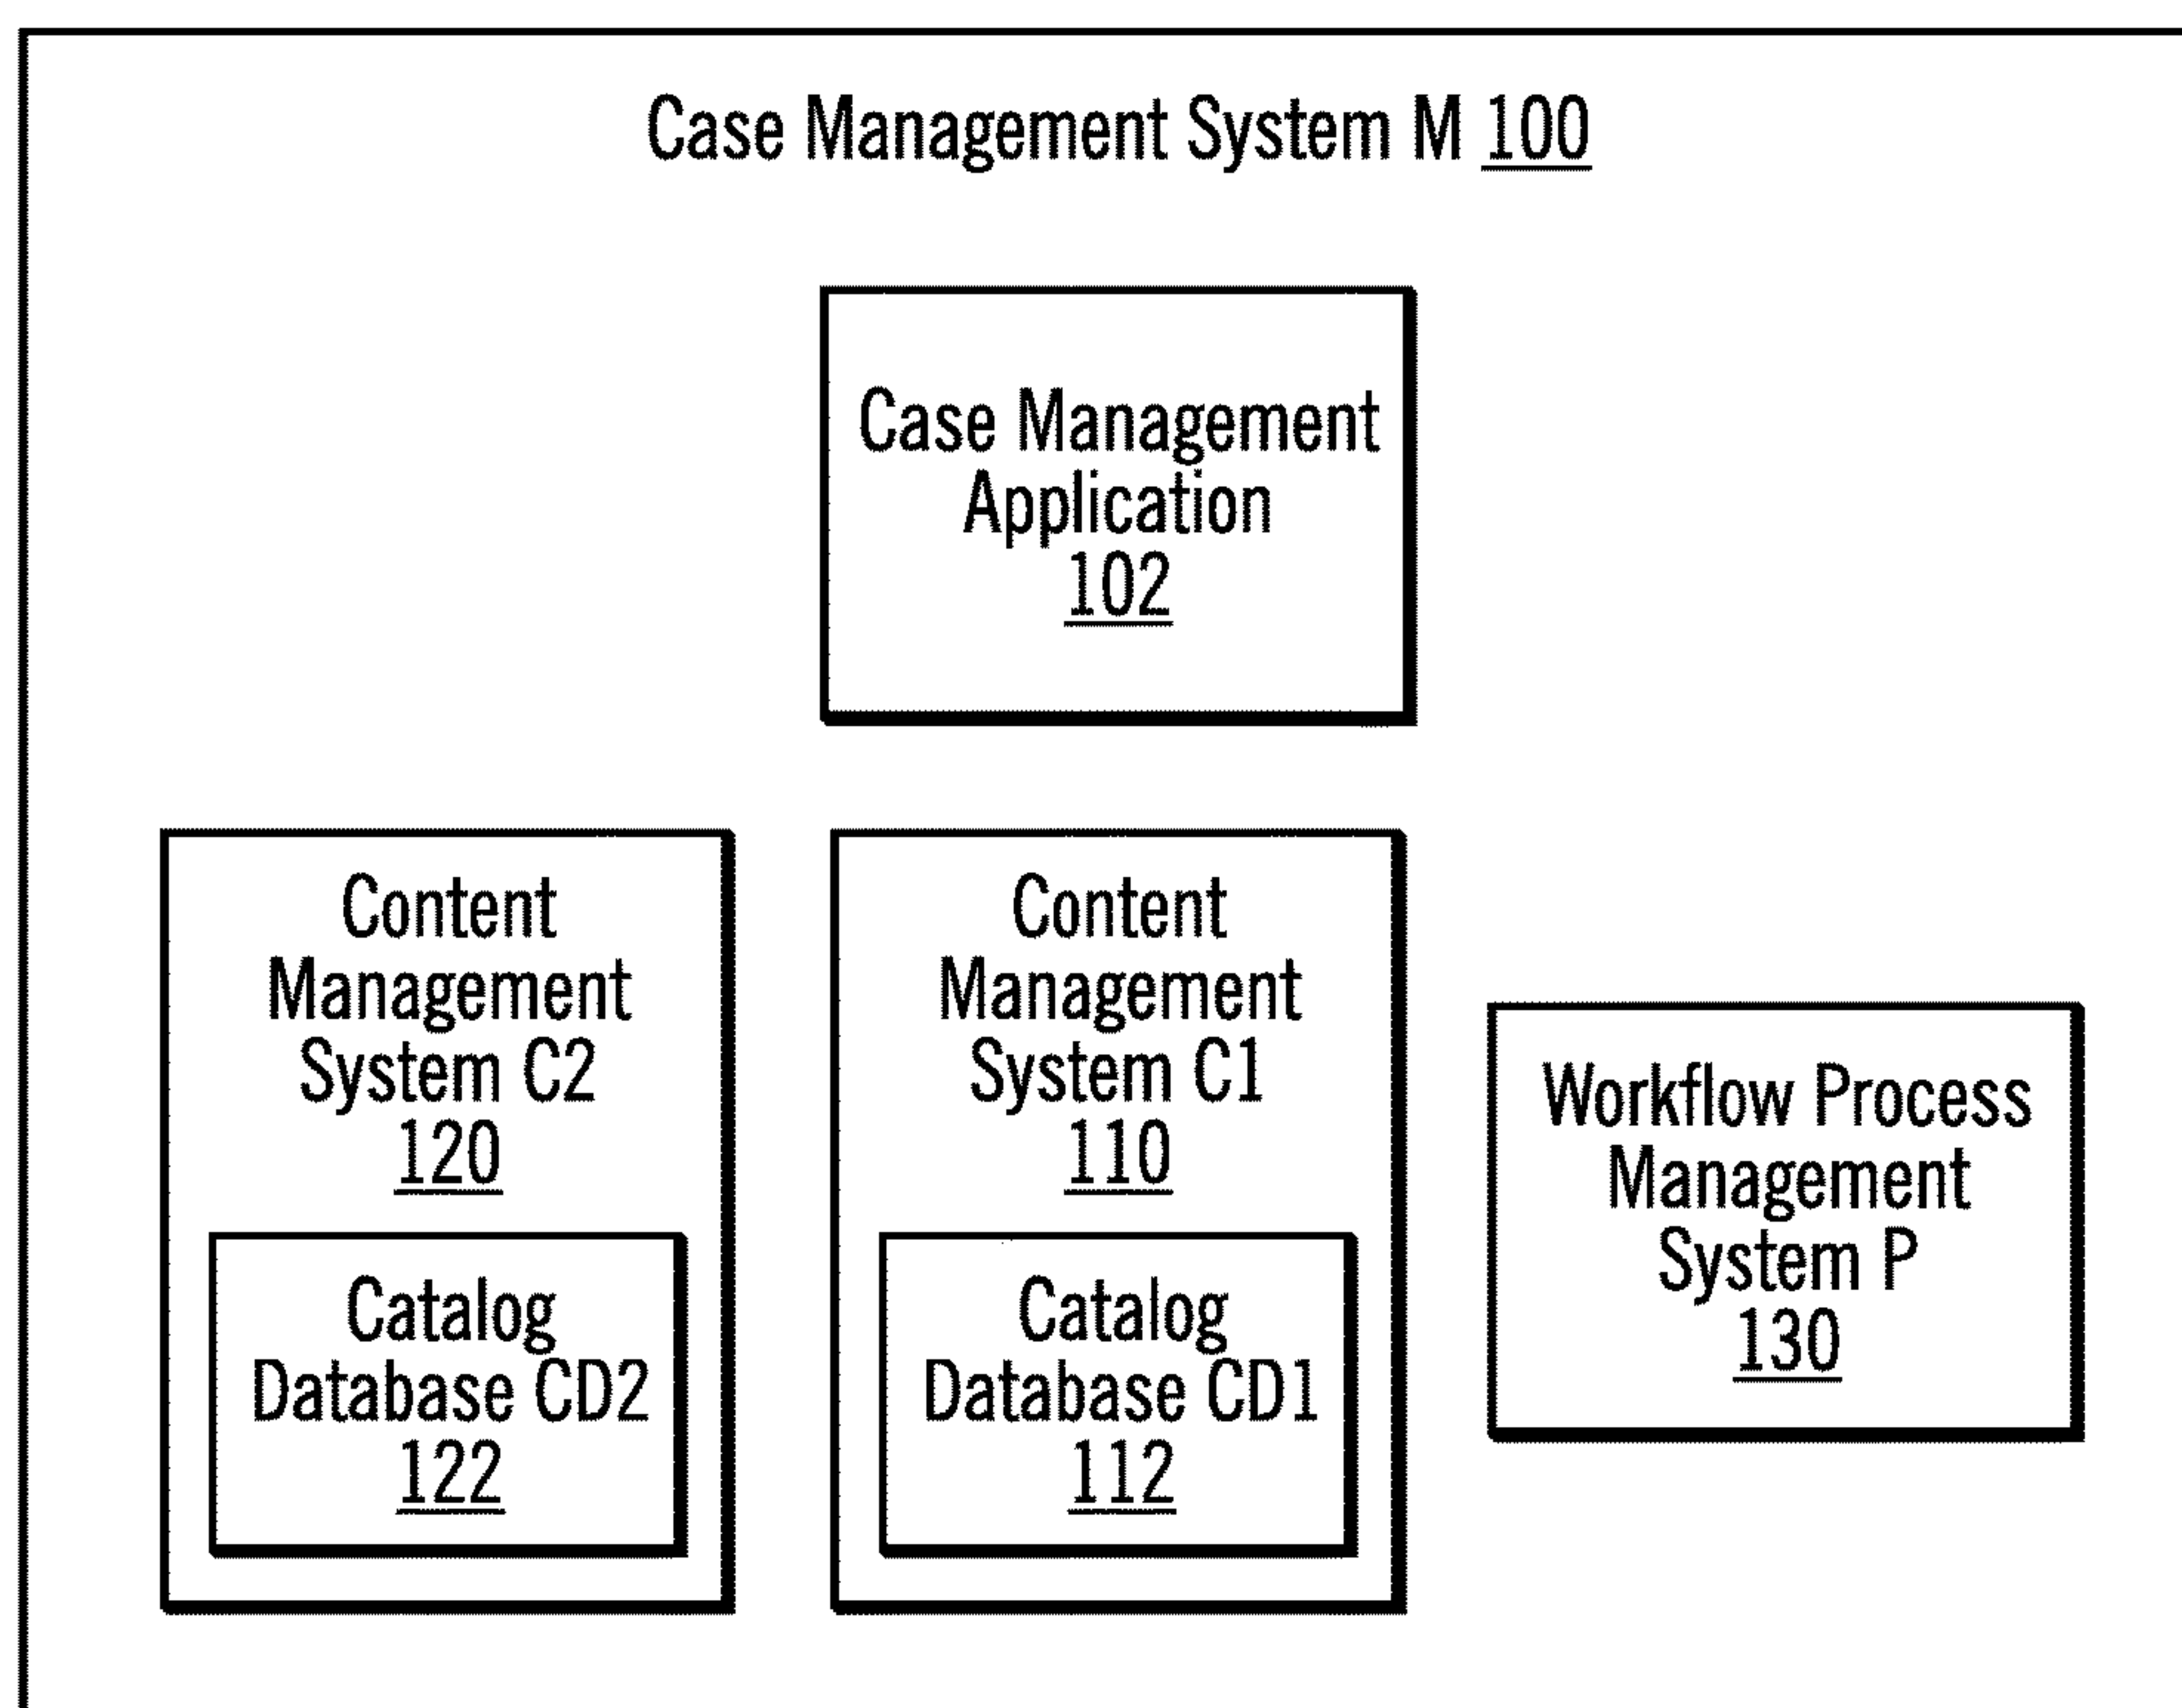 Case Management System M 100
Case Management
Application
102
Content
Management
System C2
120
Catalog
Database CD2
122
Content
Management
System C1
110
Catalog
Database CD1
112
Workflow Process
Management
System P
130